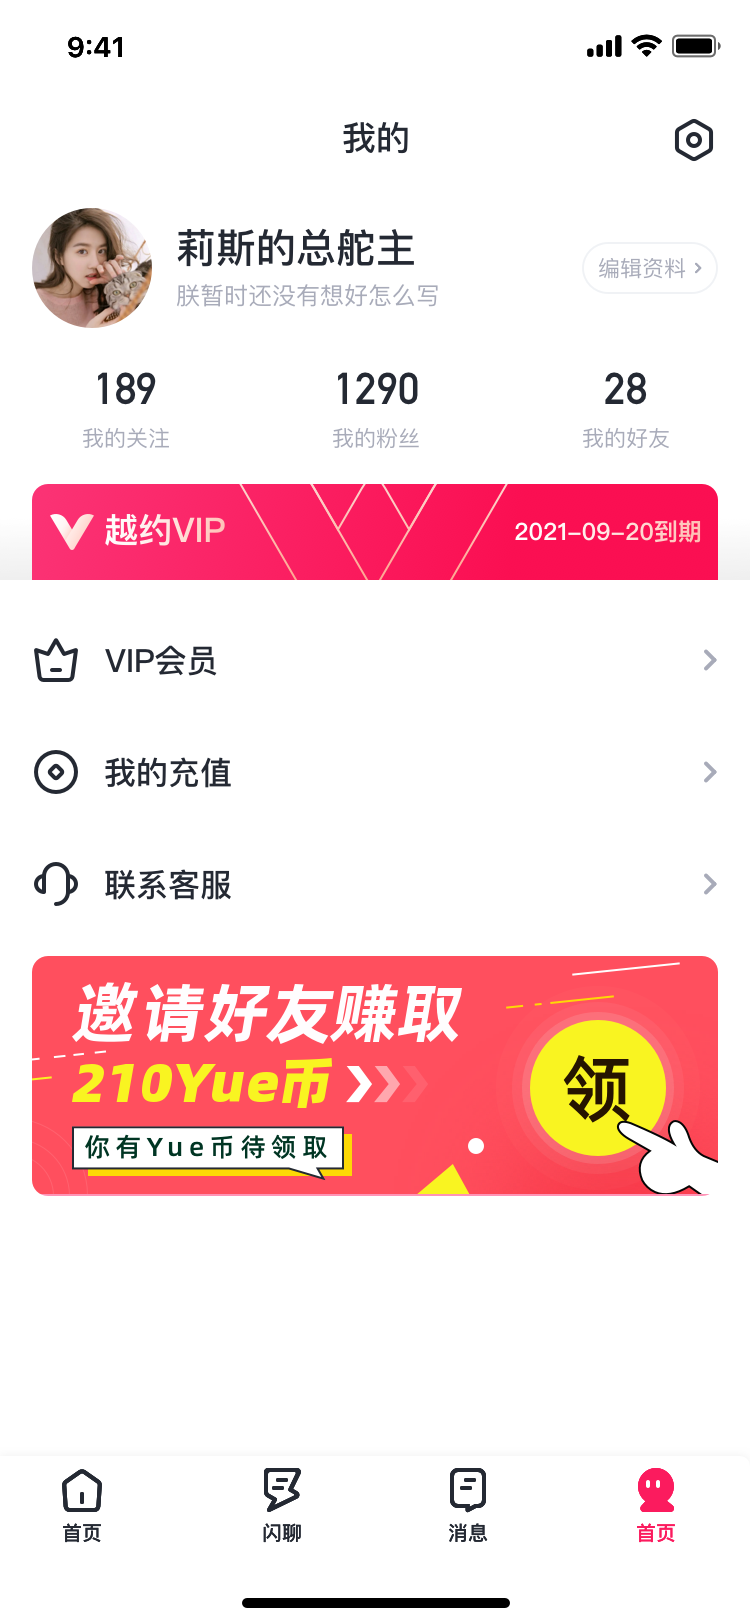 9:41
我的
莉斯的总舵主
朕暂时还没有想好怎么写
编辑资料
189
1290
28
我的关注
我的粉丝
我的好友
越约VIP
2021-09-20到期
VIP会员
我的充值
联系客服
邀请好友赚取
210Yue币
领
你有Yue币待领取
首页
闪聊
消息
首页